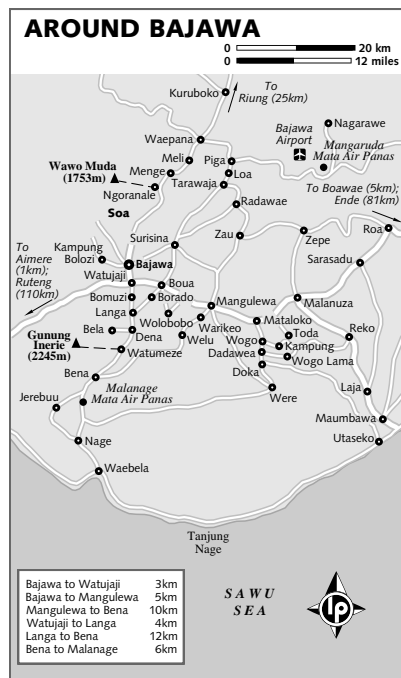 AROUND BAJAWA
0 20 km
0 12 miles
To
Riung (25km)
Kuruboko
Nagarawe
Bajawa
Airport
Waepana
Mangaruda
Mata Air Panas
Meli
Piga
Wawo Muda
(1753m)
Menge
Loa
Tarawaja
Ngoranale
To Boawae (5km);
Ende (81km)
Soa
Radawae
Roa
To
Aimere
(1km);
Ruteng
(110km)
Kampung
Bolozi
Surisina
Zau
Zepe
Bajawa
Sarasadu
Watujaji
Boua
Bomuzi
Borado
Mangulewa
Malanuza
Langa
Wolobobo
Warikeo
Mataloko
Gunung
Inerie
(2245m)
Bela
Dena
Welu
Wogo
Toda
Reko
Kampung
Watumeze
Dadawea
Wogo Lama
Doka
Bena
Malanage
Mata Air Panas
Were
Laja
Jerebuu
Maumbawa
Nage
Utaseko
Waebela
Tanjung
Nage
SAWU
SEA
lp
Bajawa to Watujaji 3km
Bajawa to Mangulewa 5km
Mangulewa to Bena 10km
Watujaji to Langa 4km
Langa to Bena 12km
Bena to Malanage 6km